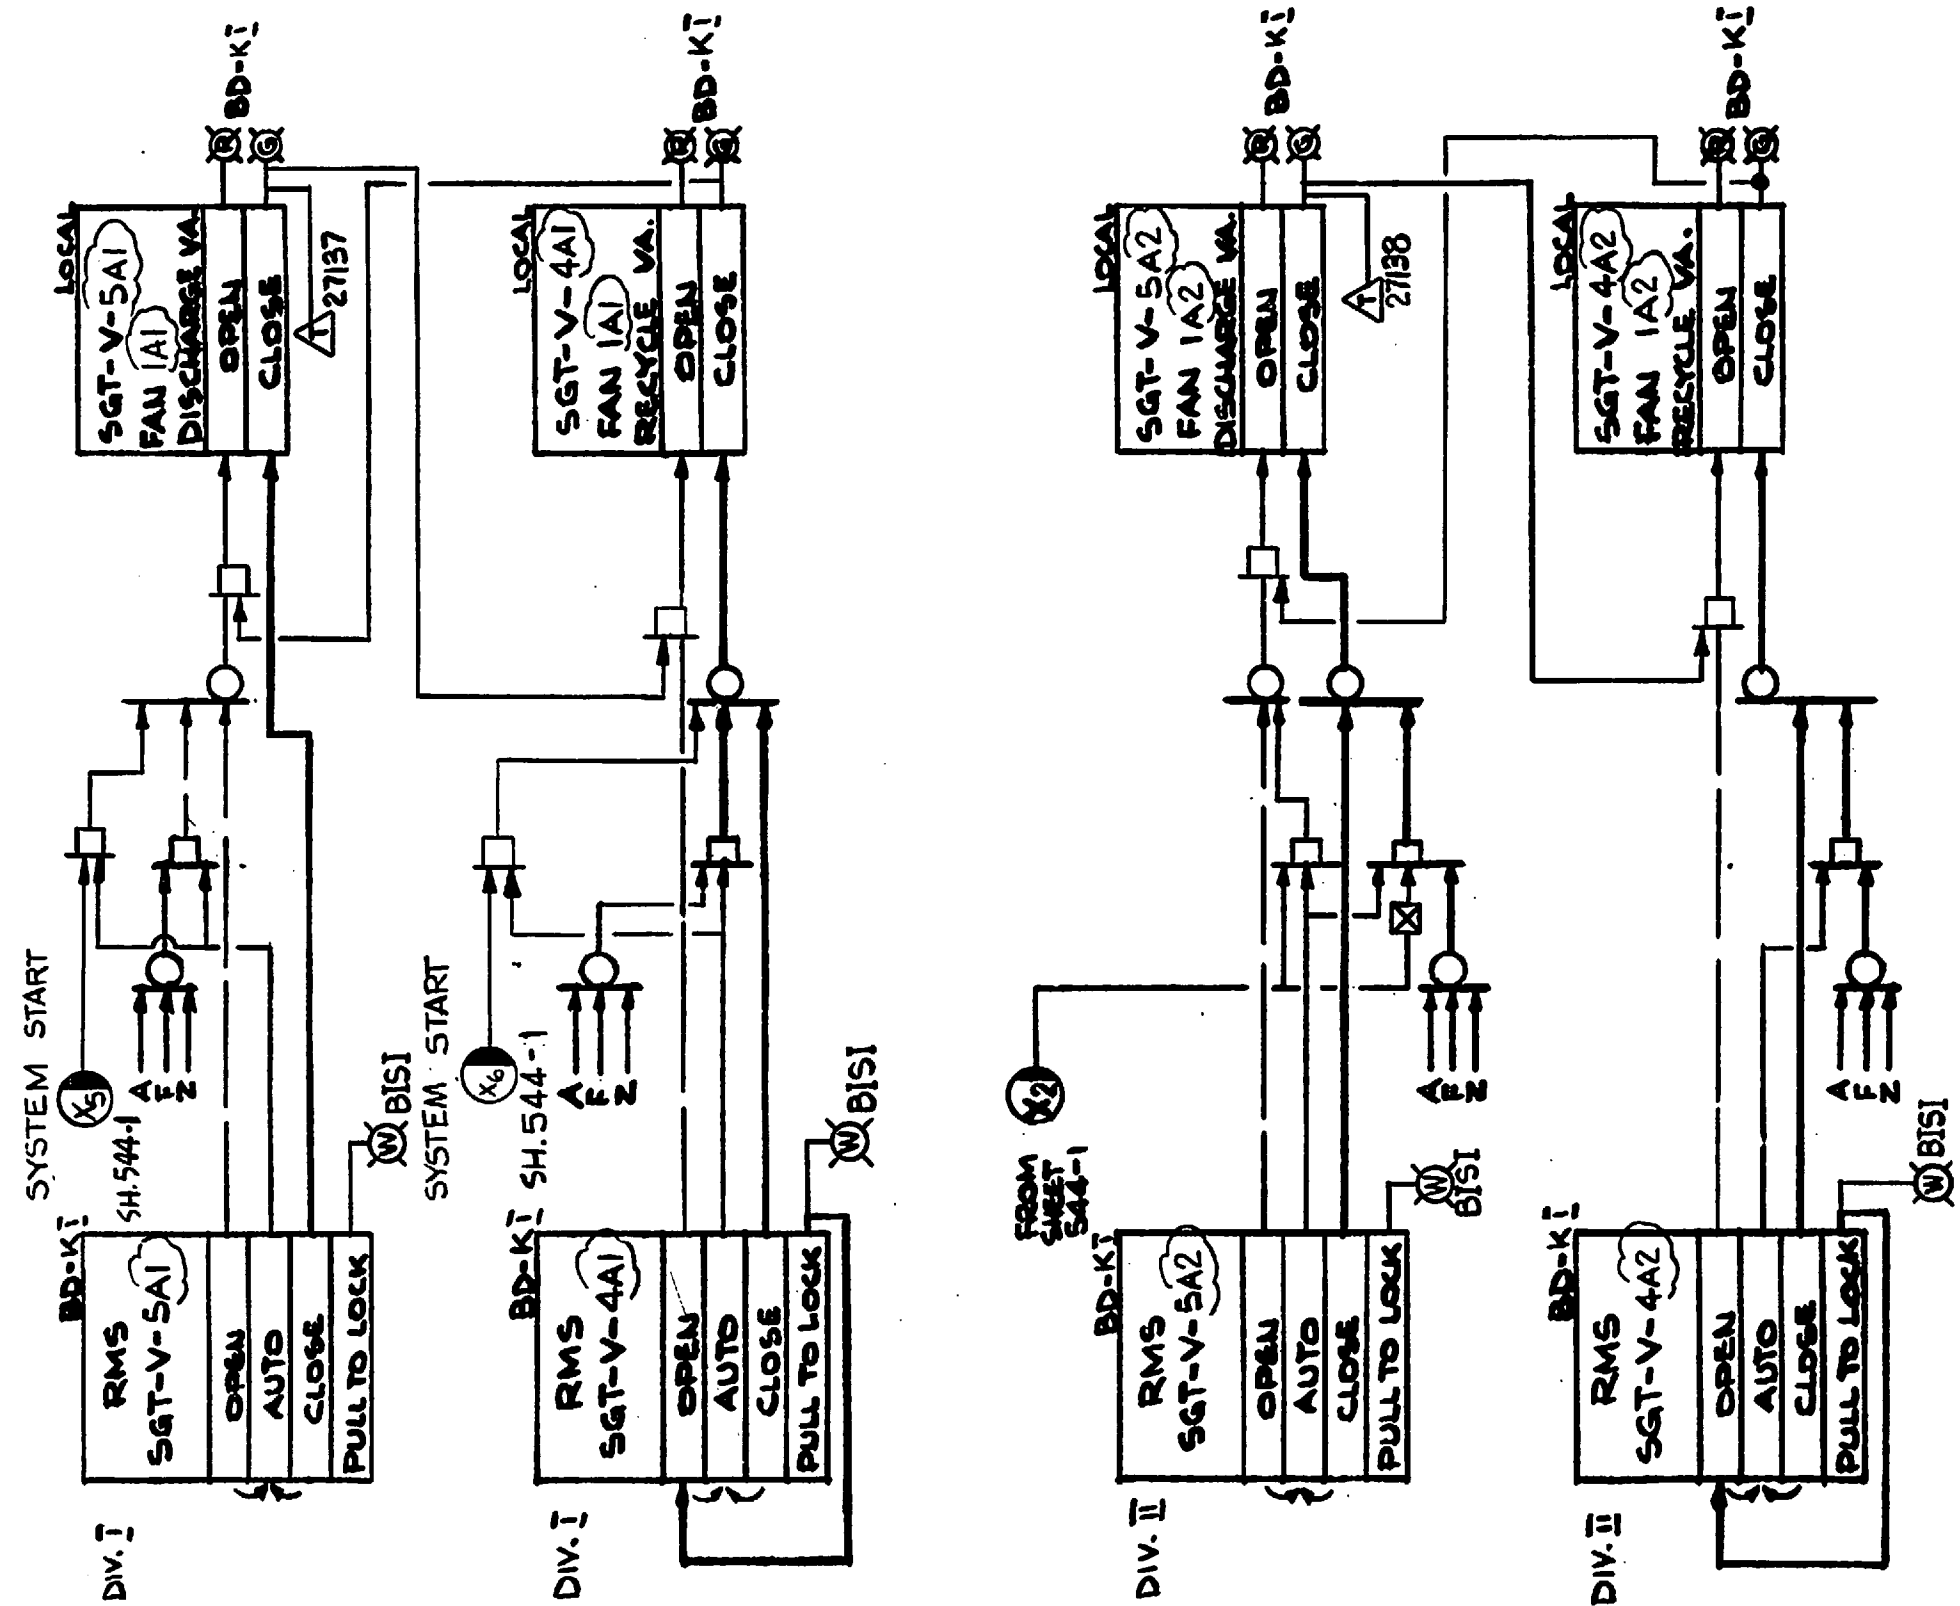 DIV. I
BD-KI
RMS
SGT-V-5A1
OPEN
AUTO
CLOSE
PULL TO LOCK
W
BISI
SYSTEM START
X5
SH.544-1
A
F
Z
LOCAL
SGT-V-5A1
FAN 1A1
DISCHARGE VA.
OPEN
CLOSE
T
27137
R
G
BD-KI
DIV. I
BD-KI
RMS
SGT-V-4A1
OPEN
AUTO
CLOSE
PULL TO LOCK
W
BISI
SYSTEM START
X6
SH.544-1
A
F
Z
LOCAL
SGT-V-4A1
FAN 1A1
RECYCLE VA.
OPEN
CLOSE
R
G
BD-KI
DIV. II
BD-KI
RMS
SGT-V-5A2
OPEN
AUTO
CLOSE
PULL TO LOCK
W
BISI
FROM
SHEET
544-1
X2
A
F
Z
LOCAL
SGT-V-5A2
FAN 1A2
DISCHARGE VA.
OPEN
CLOSE
T
27138
R
G
BD-KI
DIV. II
BD-KI
RMS
SGT-V-4A2
OPEN
AUTO
CLOSE
PULL TO LOCK
W
BISI
A
F
Z
LOCAL
SGT-V-4A2
FAN 1A2
RECYCLE VA.
OPEN
CLOSE
R
G
BD-KI